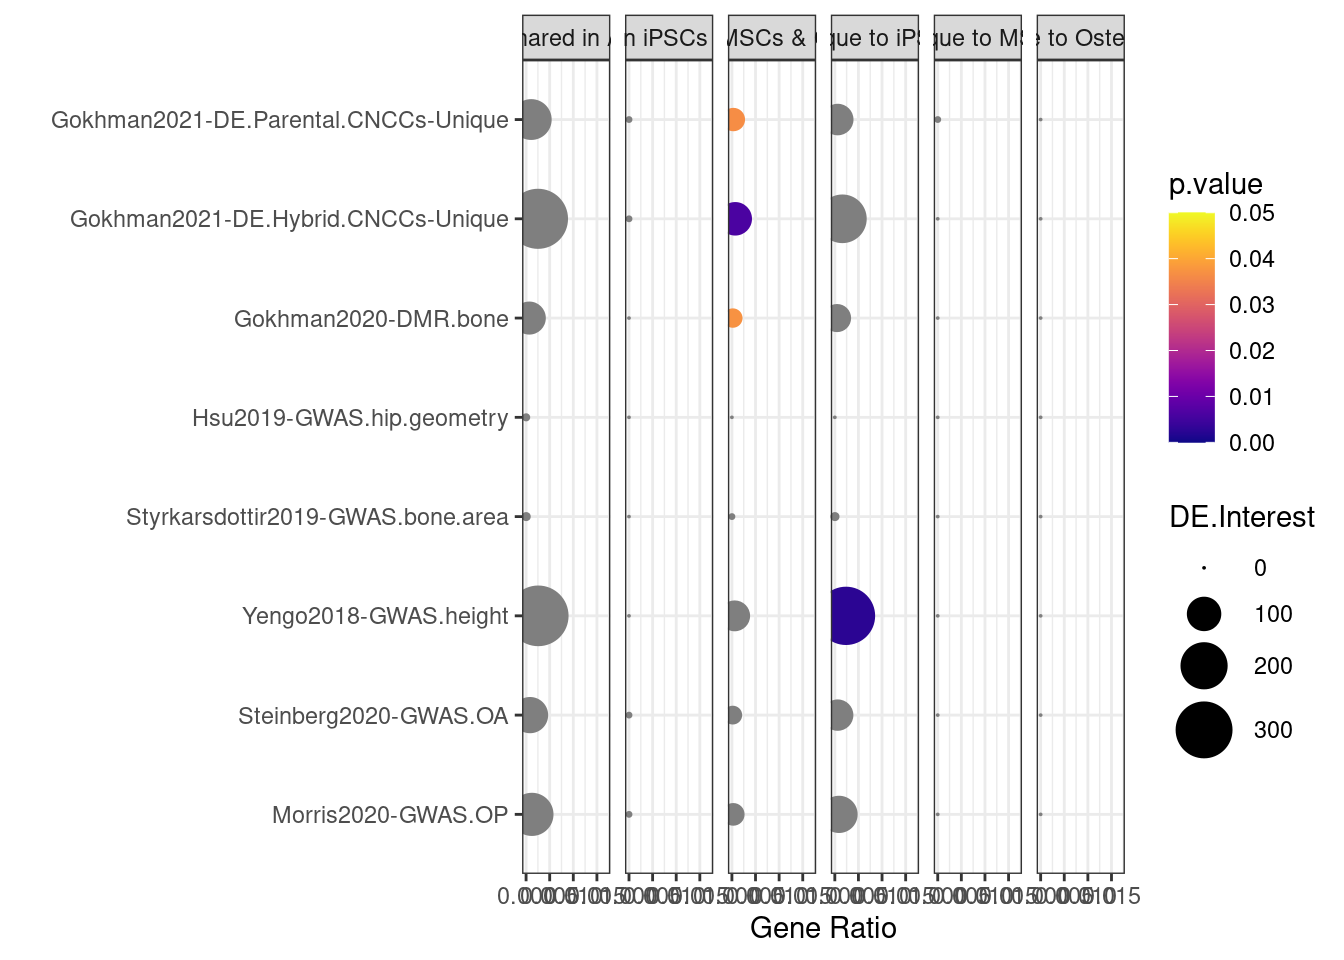 hared in
n iPSCs
MSCs &
que to iPS
que to MS
e to Oste
Gokhman2021-DE.Parental.CNCCs-Unique
Gokhman2021-DE.Hybrid.CNCCs-Unique
Gokhman2020-DMR.bone
Hsu2019-GWAS.hip.geometry
Styrkarsdottir2019-GWAS.bone.area
Yengo2018-GWAS.height
Steinberg2020-GWAS.OA
Morris2020-GWAS.OP
Gene Ratio
p.value
0.05
0.04
0.03
0.02
0.01
0.00
DE.Interest
0
100
200
300